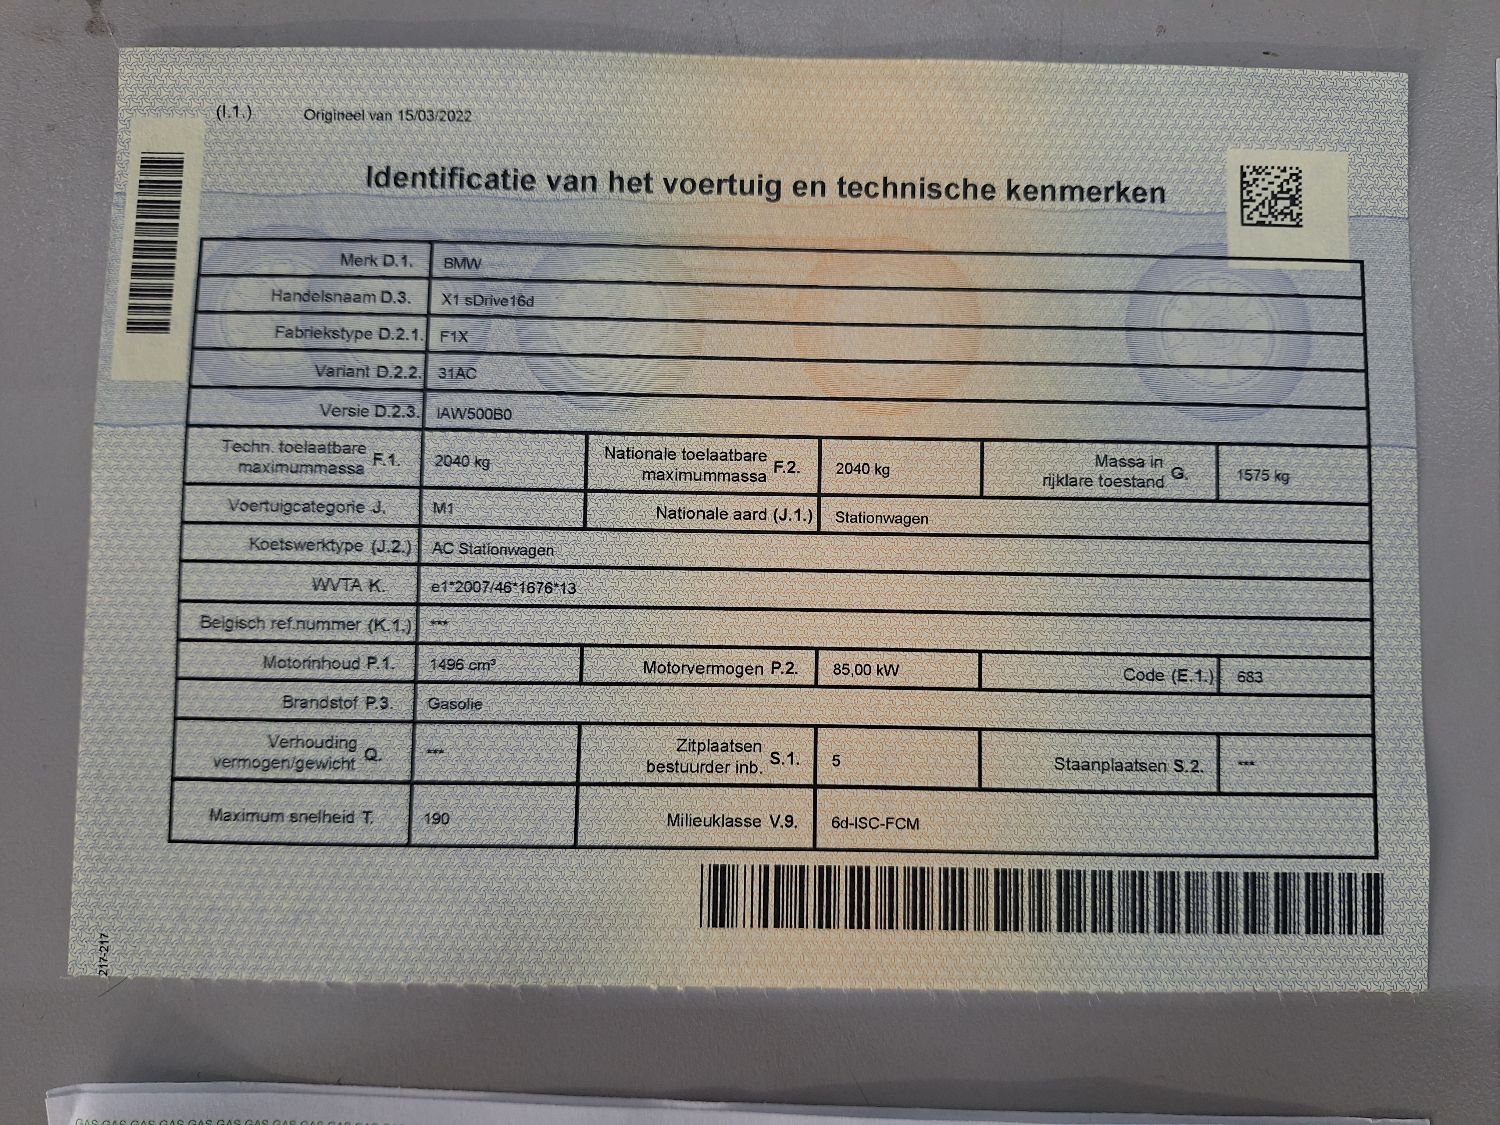 (I.1.) Origineel van 15/03/2022
Identificatie van het voertuig en technische kenmerken
Merk D.1. BMW
Handelsnaam D.3. X1 sDrive16d
Fabriekstype D.2.1. F1X
Variant D.2.2. 31AC
Versie D.2.3. IAW500B0
Techn. toelaatbare maximummassa F.1. 2040 kg Nationale toelaatbare maximummassa F.2. 2040 kg Massa in rijklare toestand G. 1575 kg
Voertuigcategorie J. M1 Nationale aard (J.1.) Stationwagen
Koetswerktype (J.2.) AC Stationwagen
WVTA K. e1*2007/46*1676*13
Belgisch ref.nummer (K.1.) ***
Motorinhoud P.1. 1496 cm³ Motorvermogen P.2. 85,00 kW Code (E.1.) 683
Brandstof P.3. Gasolie
Verhouding vermogen/gewicht Q. *** Zitplaatsen bestuurder inb. S.1. 5 Staanplaatsen S.2. ***
Maximum snelheid T. 190 Milieuklasse V.9. 6d-ISC-FCM
217-217